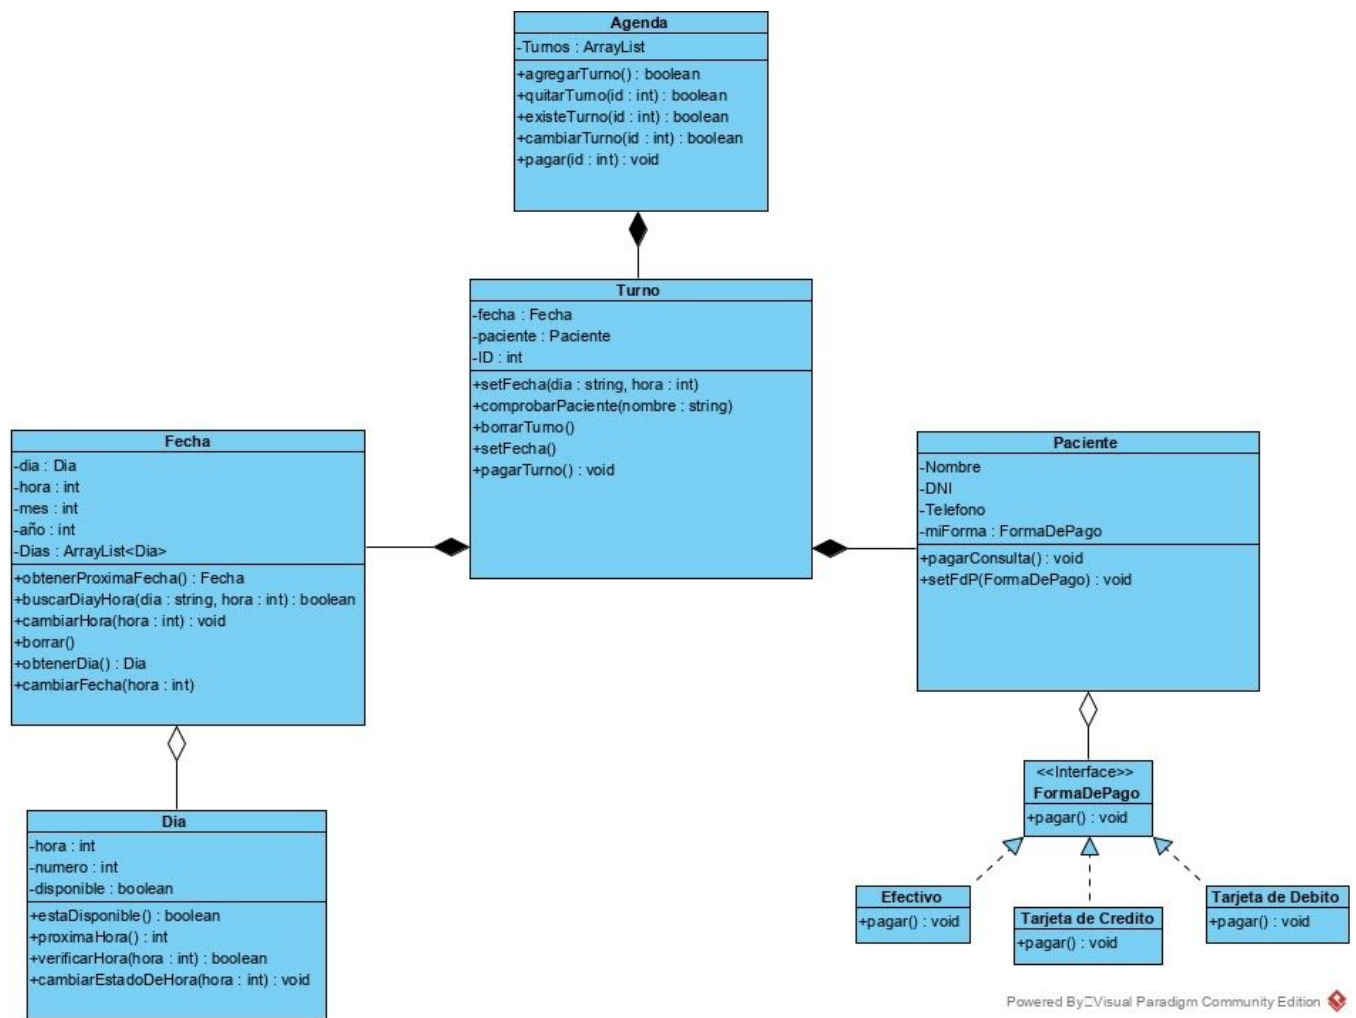 Agenda
-Turnos : ArrayList
+agregarTurno() : boolean
+quitarTurno(id : int) : boolean
+existeTurno(id : int) : boolean
+cambiarTurno(id : int) : boolean
+pagar(id : int) : void
Turno
-fecha : Fecha
-paciente : Paciente
-ID : int
+setFecha(dia : string, hora : int)
+comprobarPaciente(nombre : string)
+borrarTurno()
+setFecha()
+pagarTurno() : void
Fecha
-dia : Dia
-hora : int
-mes : int
-año : int
-Dias : ArrayList<Dia>
+obtenerProximaFecha() : Fecha
+buscarDiayHora(dia : string, hora : int) : boolean
+cambiarHora(hora : int) : void
+borrar()
+obtenerDia() : Dia
+cambiarFecha(hora : int)
Paciente
-Nombre
-DNI
-Telefono
-miForma : FormaDePago
+pagarConsulta() : void
+setFdP(FormaDePago) : void
Dia
-hora : int
-numero : int
-disponible : boolean
+estaDisponible() : boolean
+proximaHora() : int
+verificarHora(hora : int) : boolean
+cambiarEstadoDeHora(hora : int) : void
<<Interface>>
FormaDePago
+pagar() : void
Efectivo
+pagar() : void
Tarjeta de Credito
+pagar() : void
Tarjeta de Debito
+pagar() : void
Powered By Visual Paradigm Community Edition